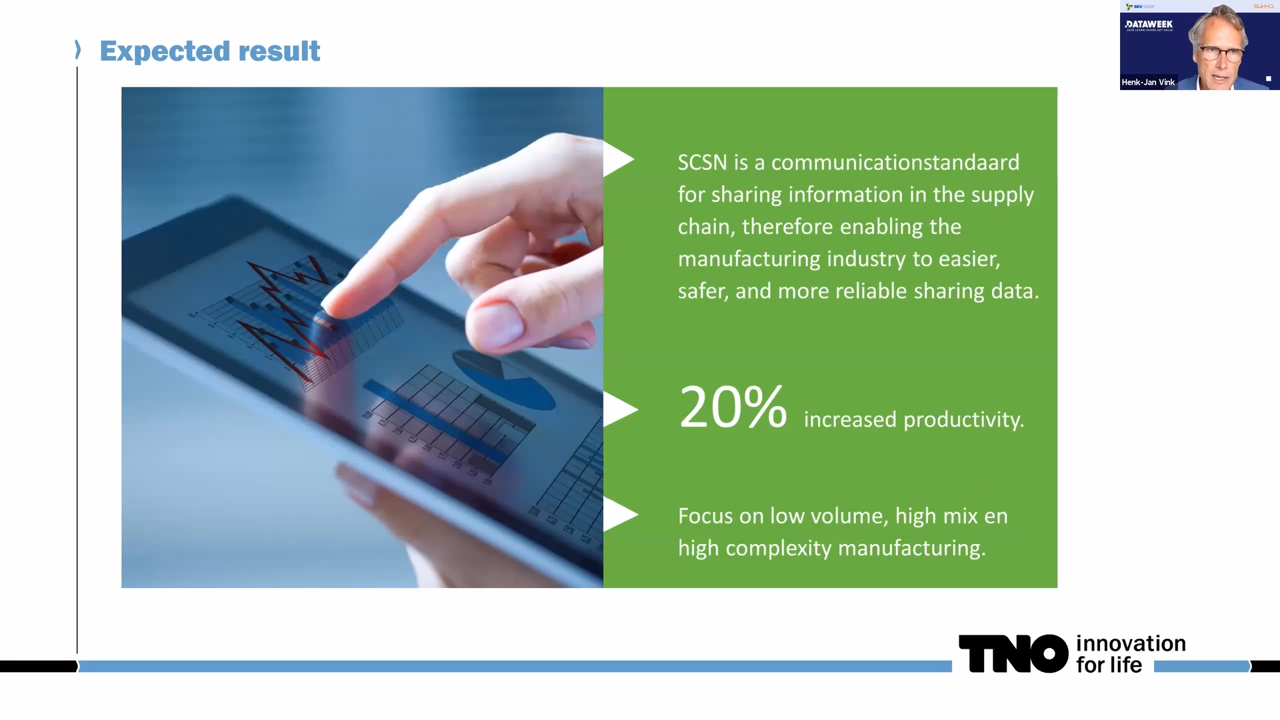 Expected result
SCSN is a communicationstandaard
for sharing information in the supply
chain, therefore enabling the
manufacturing industry to easier,
safer, and more reliable sharing data.
20% increased productivity.
Focus on low volume, high mix en
high complexity manufacturing.
TNO innovation
for life
DATAWEEK
Henk-Jan Vink